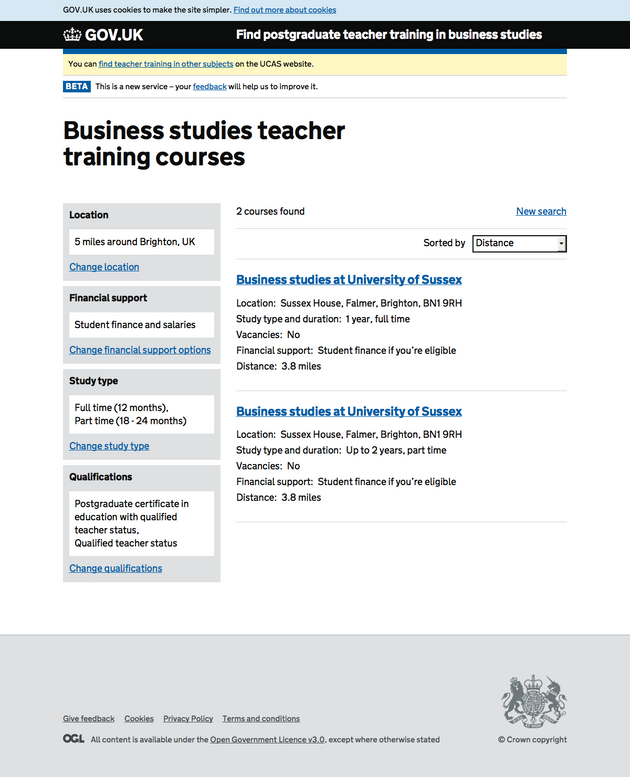 GOV.UK uses cookies to make the site simpler. Find out more about cookies
GOV.UK
Find postgraduate teacher training in business studies
You can find teacher training in other subjects on the UCAS website.
BETA This is a new service – your feedback will help us to improve it.
Business studies teacher
training courses
Location
5 miles around Brighton, UK
Change location
Financial support
Student finance and salaries
Change financial support options
Study type
Full time (12 months),
Part time (18 - 24 months)
Change study type
Qualifications
Postgraduate certificate in
education with qualified
teacher status,
Qualified teacher status
Change qualifications
2 courses found
New search
Sorted by Distance
Business studies at University of Sussex
Location: Sussex House, Falmer, Brighton, BN1 9RH
Study type and duration: 1 year, full time
Vacancies: No
Financial support: Student finance if you're eligible
Distance: 3.8 miles
Business studies at University of Sussex
Location: Sussex House, Falmer, Brighton, BN1 9RH
Study type and duration: Up to 2 years, part time
Vacancies: No
Financial support: Student finance if you're eligible
Distance: 3.8 miles
Give feedback Cookies Privacy Policy Terms and conditions
OGL All content is available under the Open Government Licence v3.0, except where otherwise stated
© Crown copyright